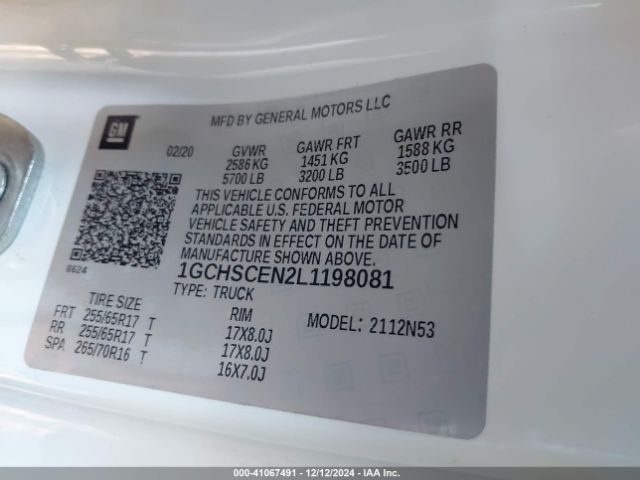 GM
MFD BY GENERAL MOTORS LLC
02/20 GVWR GAWR FRT GAWR RR
2586 KG 1451 KG 1588 KG
5700 LB 3200 LB 3500 LB
THIS VEHICLE CONFORMS TO ALL
APPLICABLE U.S. FEDERAL MOTOR
VEHICLE SAFETY AND THEFT PREVENTION
STANDARDS IN EFFECT ON THE DATE OF
MANUFACTURE SHOWN ABOVE.
0624
1GCHSCEN2L1198081
TYPE: TRUCK
TIRE SIZE RIM MODEL: 2112N53
FRT 255/65R17 T 17X8.0J
RR 255/65R17 T 17X8.0J
SPA 265/70R16 T 16X7.0J
000-41067491 - 12/12/2024 - IAA Inc.